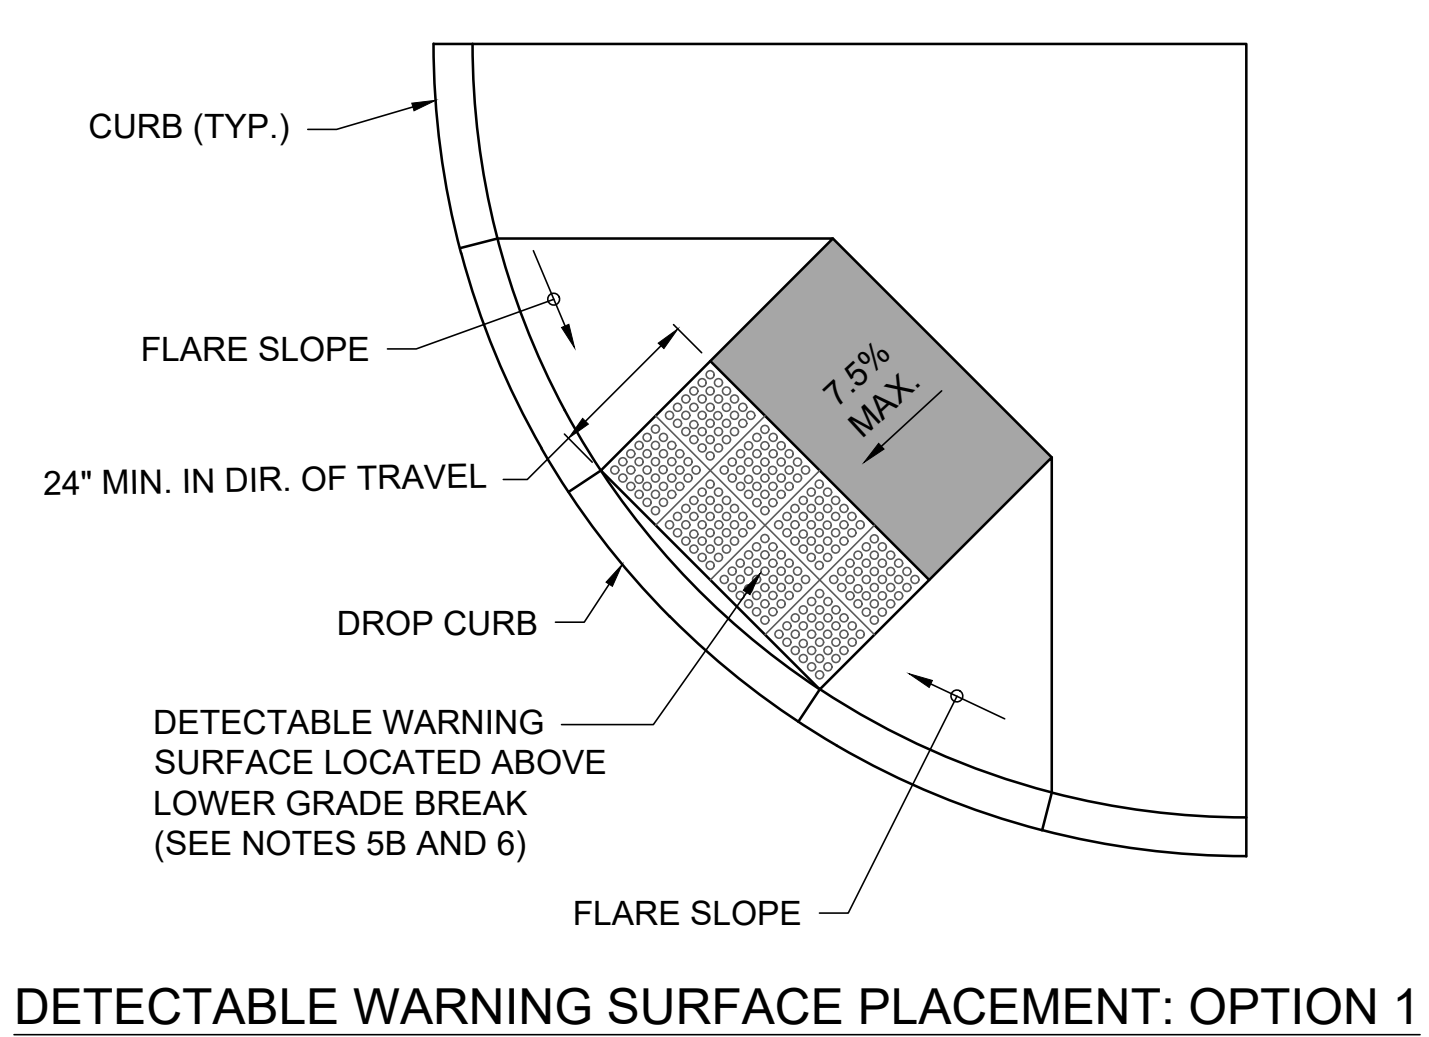 CURB (TYP.)
FLARE SLOPE
7.5%
MAX.
24" MIN. IN DIR. OF TRAVEL
DROP CURB
DETECTABLE WARNING
SURFACE LOCATED ABOVE
LOWER GRADE BREAK
(SEE NOTES 5B AND 6)
FLARE SLOPE
DETECTABLE WARNING SURFACE PLACEMENT: OPTION 1